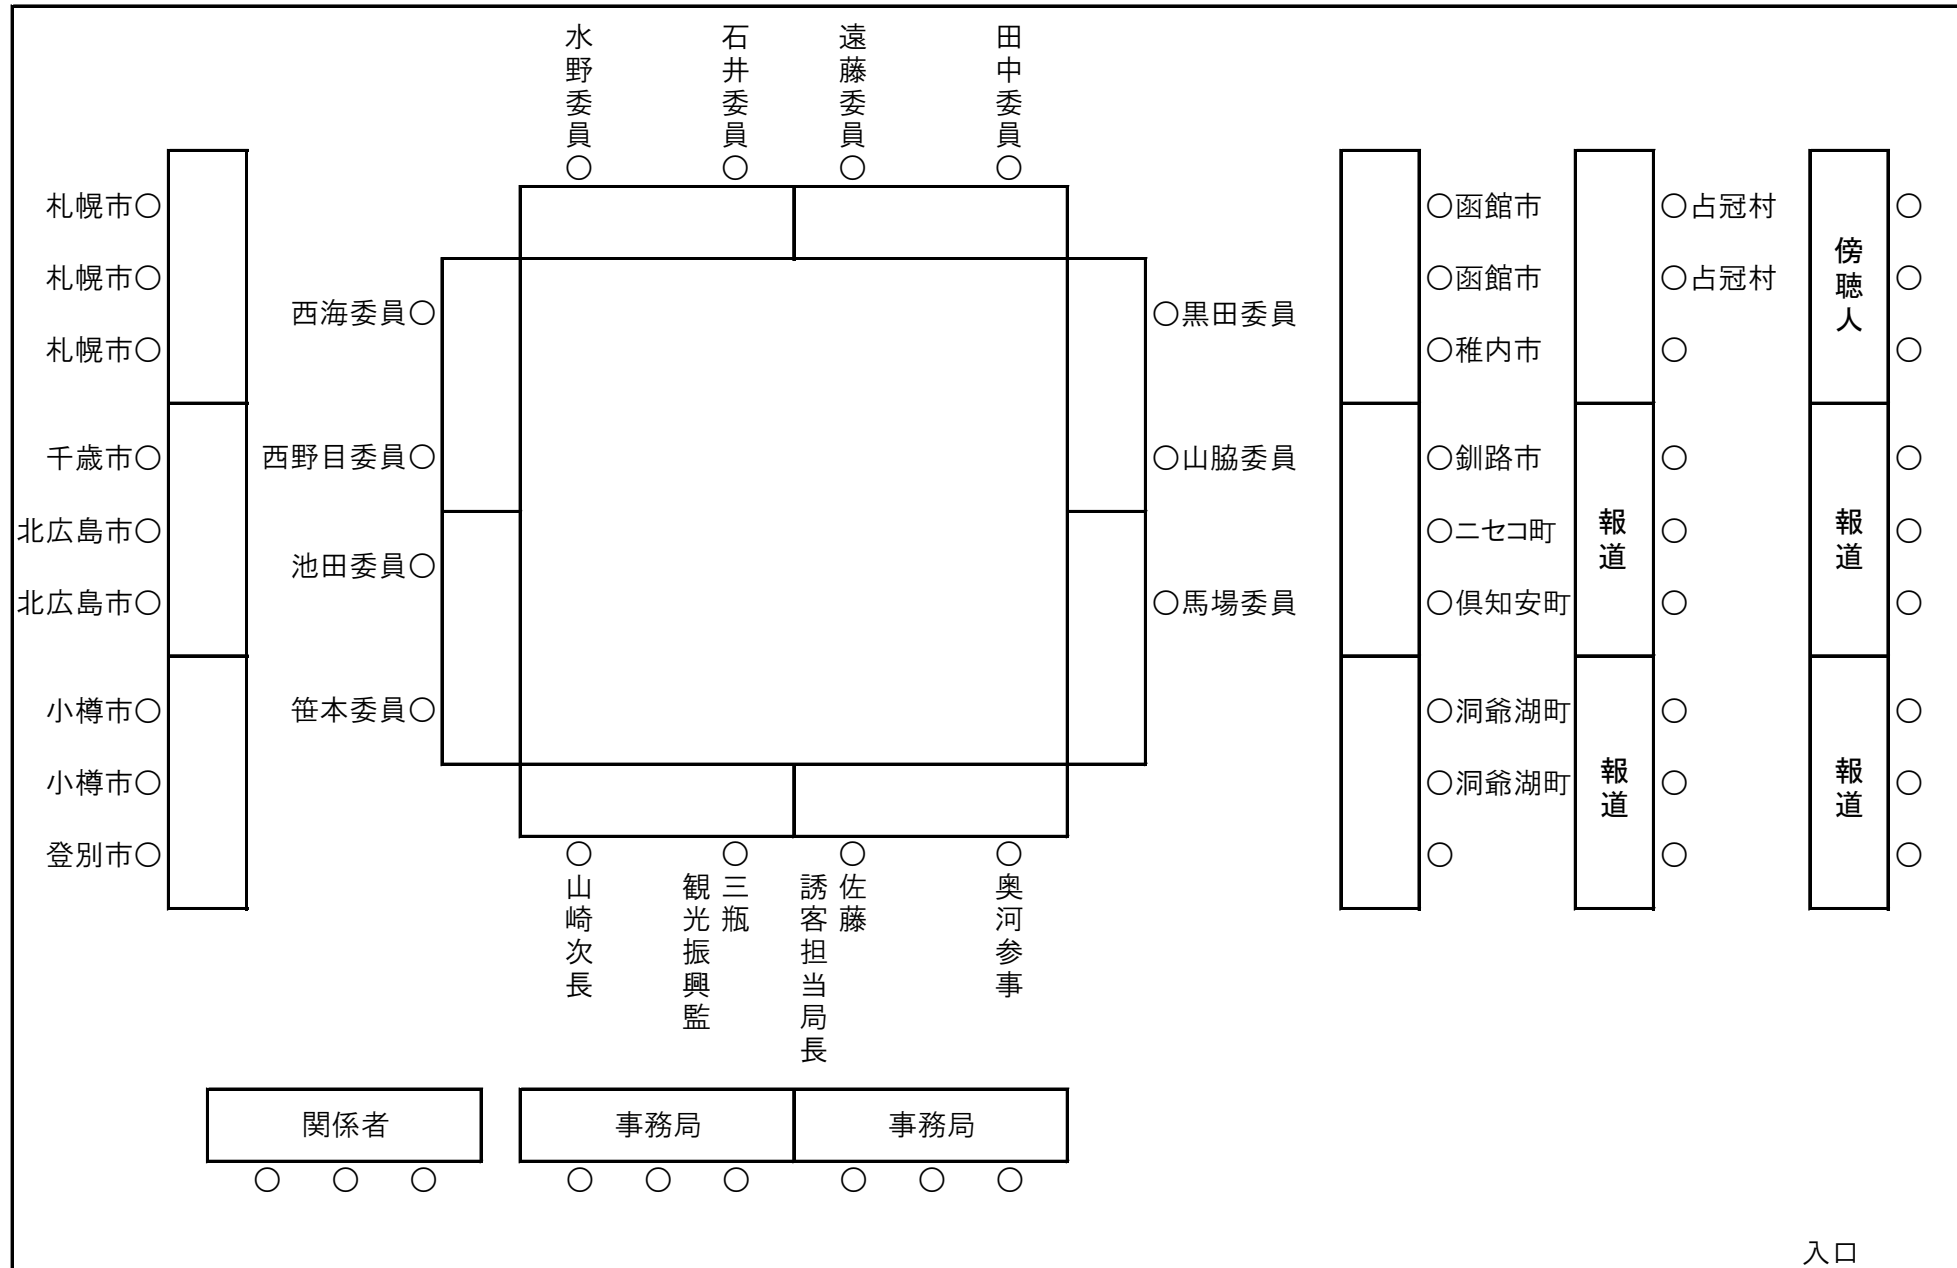 水野委員○
石井委員○
遠藤委員○
田中委員○
札幌市○
札幌市○
札幌市○
千歳市○
北広島市○
北広島市○
小樽市○
小樽市○
登別市○
西海委員○
西野目委員○
池田委員○
笹本委員○
○黒田委員
○山脇委員
○馬場委員
○山崎次長
○三瓶
観光振興監
○佐藤
誘客担当局長
○奥河参事
○函館市
○函館市
○稚内市
○釧路市
○ニセコ町
○倶知安町
○洞爺湖町
○洞爺湖町
○
○占冠村
○占冠村
○
報道
○
○
○
報道
○
○
○
傍聴人
○
○
○
報道
○
○
○
報道
○
○
○
関係者
○ ○ ○
事務局
○ ○ ○
事務局
○ ○ ○
入口